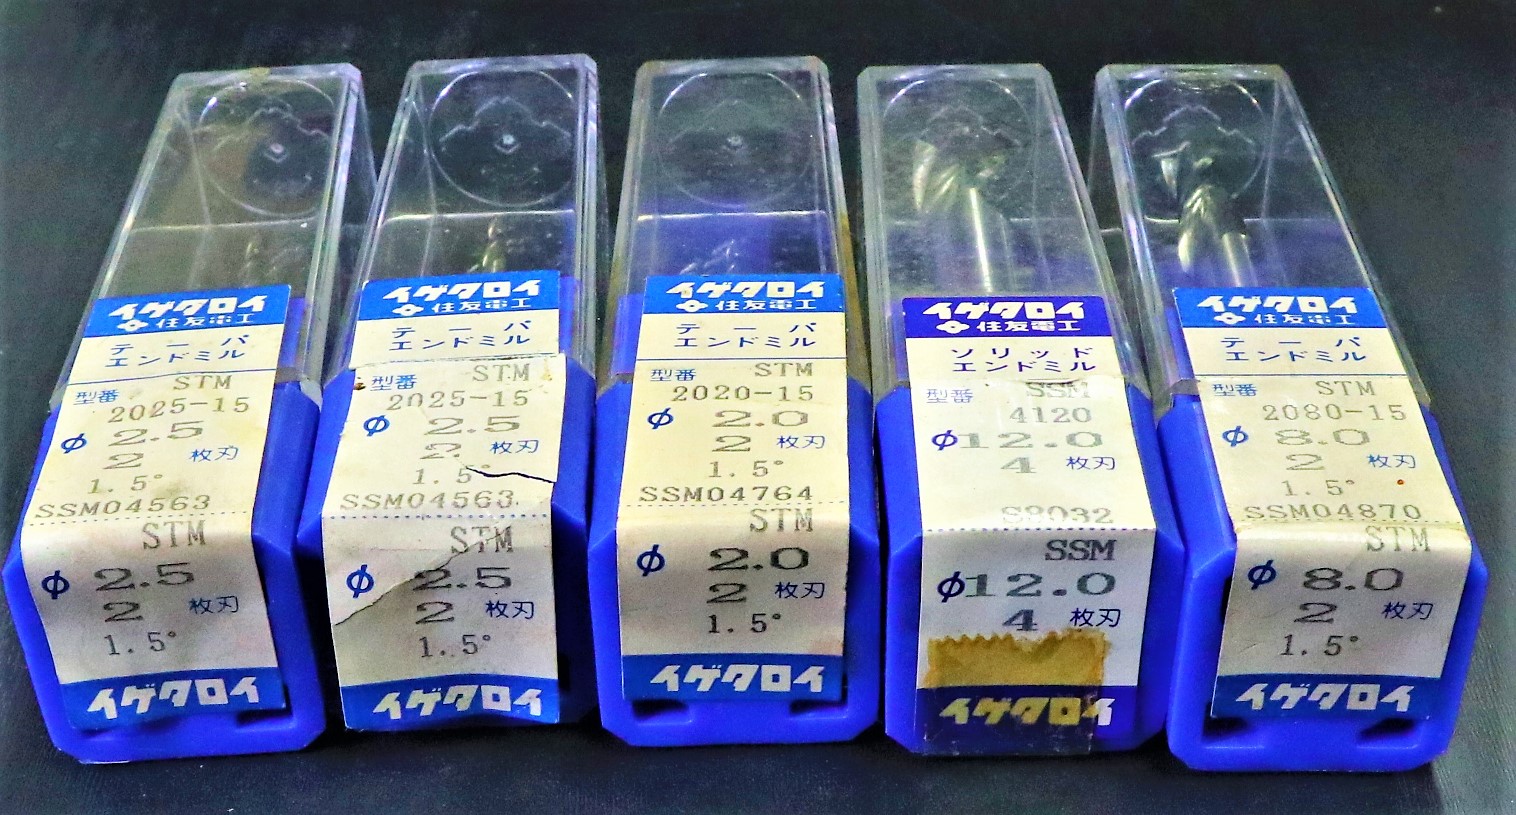 イゲタロイ
住友電工
テーパ
エンドミル
型番 STM
2025-15
φ 2.5
2 枚刃
1.5°
SSM04563
STM
φ 2.5
2 枚刃
1.5°
イゲタロイ
イゲタロイ
住友電工
テーパ
エンドミル
型番 STM
2025-15
φ 2.5
2 枚刃
1.5°
SSM04563
STM
φ 2.5
2 枚刃
1.5°
イゲタロイ
イゲタロイ
住友電工
テーパ
エンドミル
型番 STM
2020-15
φ 2.0
2 枚刃
1.5°
SSM04764
STM
φ 2.0
2 枚刃
1.5°
イゲタロイ
イゲタロイ
住友電工
ソリッド
エンドミル
型番 SSM
4120
φ12.0
4 枚刃
S8032
SSM
φ12.0
4 枚刃
イゲタロイ
イゲタロイ
住友電工
テーパ
エンドミル
型番 STM
2080-15
φ 8.0
2 枚刃
1.5°
SSM04870
STM
φ 8.0
2 枚刃
1.5°
イゲタロイ